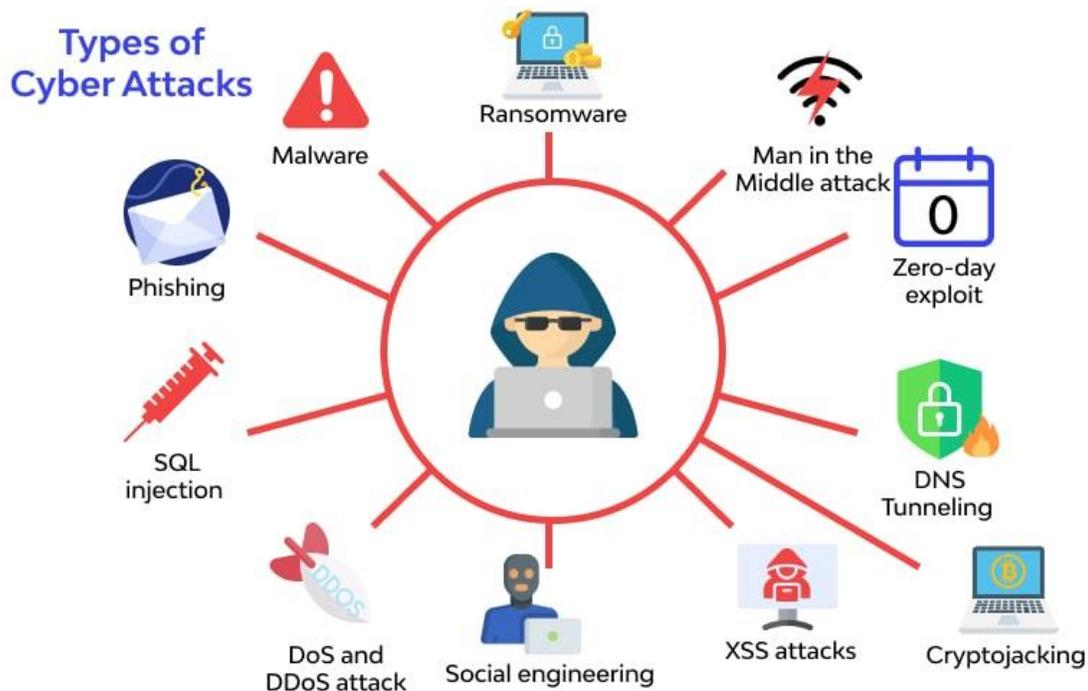 Types of
Cyber Attacks
Ransomware
Malware
Man in the
Middle attack
0
Phishing
Zero-day
exploit
SQL
injection
DNS
Tunneling
DDOS
DoS and
DDoS attack
Social engineering
XSS attacks
Cryptojacking